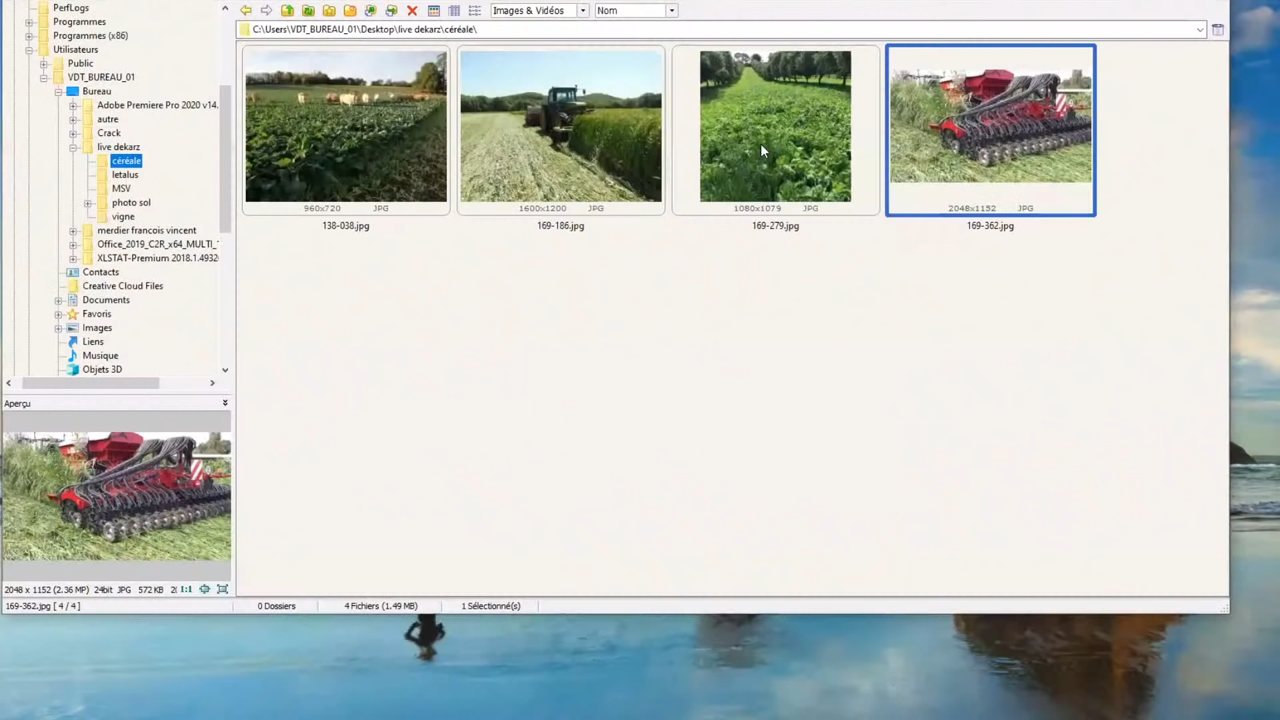 PerfLogs
Programmes
Programmes (x86)
Utilisateurs
Public
VDT_BUREAU_01
Bureau
Adobe Premiere Pro 2020 v14.
autre
Crack
live dekarz
céréale
letalus
MSV
photo sol
vigne
merdier francois vincent
Office_2019_C2R_x64_MULTI_
XLSTAT-Premium 2018.1.4932
Contacts
Creative Cloud Files
Documents
Favoris
Images
Liens
Musique
Objets 3D
Aperçu
2048 x 1152 (2.36 MP) 24bit JPG 572 KB 1:1
169-362.jpg [ 4 / 4 ]
Images & Vidéos Nom
C:\Users\VDT_BUREAU_01\Desktop\live dekarz\céréale\
960x720 JPG
138-038.jpg
1600x1200 JPG
169-186.jpg
1080x1079 JPG
169-279.jpg
2048x1152 JPG
169-362.jpg
0 Dossiers 4 Fichiers (1.49 MB) 1 Sélectionné(s)